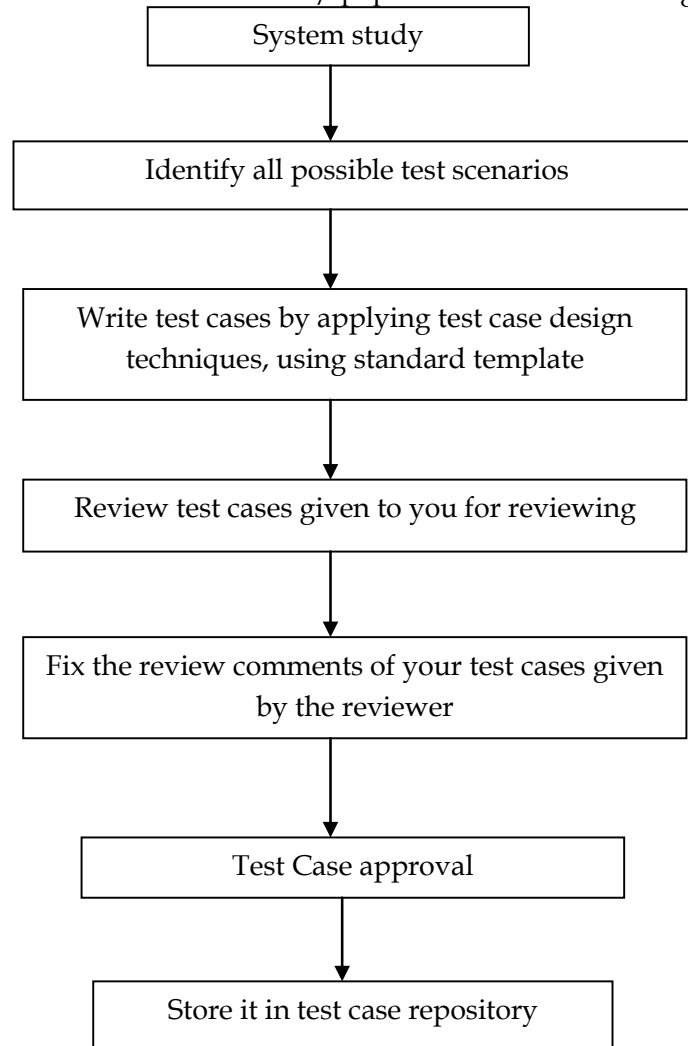 System study
Identify all possible test scenarios
Write test cases by applying test case design
techniques, using standard template
Review test cases given to you for reviewing
Fix the review comments of your test cases given
by the reviewer
Test Case approval
Store it in test case repository